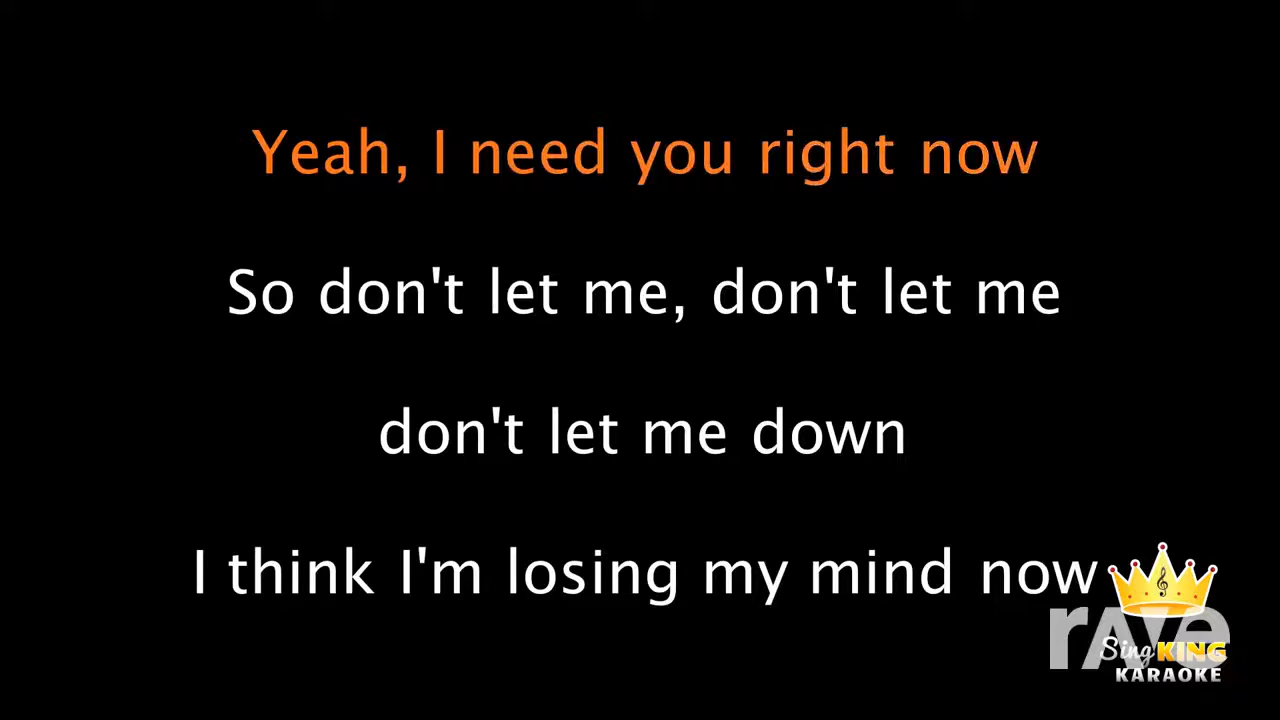 Yeah, I need you right now
So don't let me, don't let me
don't let me down
I think I'm losing my mind now
rave
Sing KING
KARAOKE